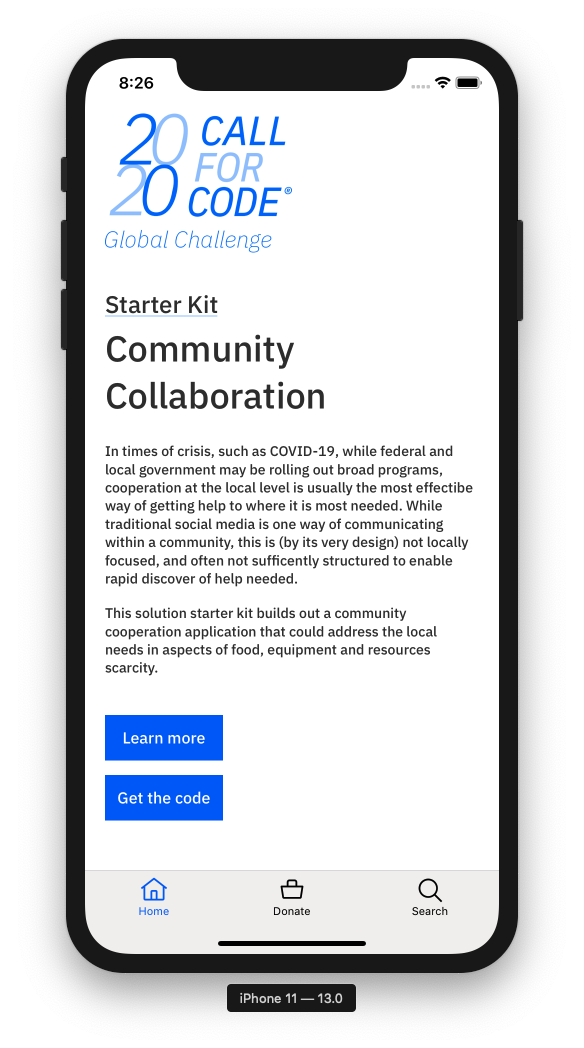 8:26
20 CALL
FOR
20 CODE®
Global Challenge
Starter Kit
Community
Collaboration
In times of crisis, such as COVID-19, while federal and
local government may be rolling out broad programs,
cooperation at the local level is usually the most effectibe
way of getting help to where it is most needed. While
traditional social media is one way of communicating
within a community, this is (by its very design) not locally
focused, and often not sufficently structured to enable
rapid discover of help needed.
This solution starter kit builds out a community
cooperation application that could address the local
needs in aspects of food, equipment and resources
scarcity.
Learn more
Get the code
Home
Donate
Search
iPhone 11 — 13.0